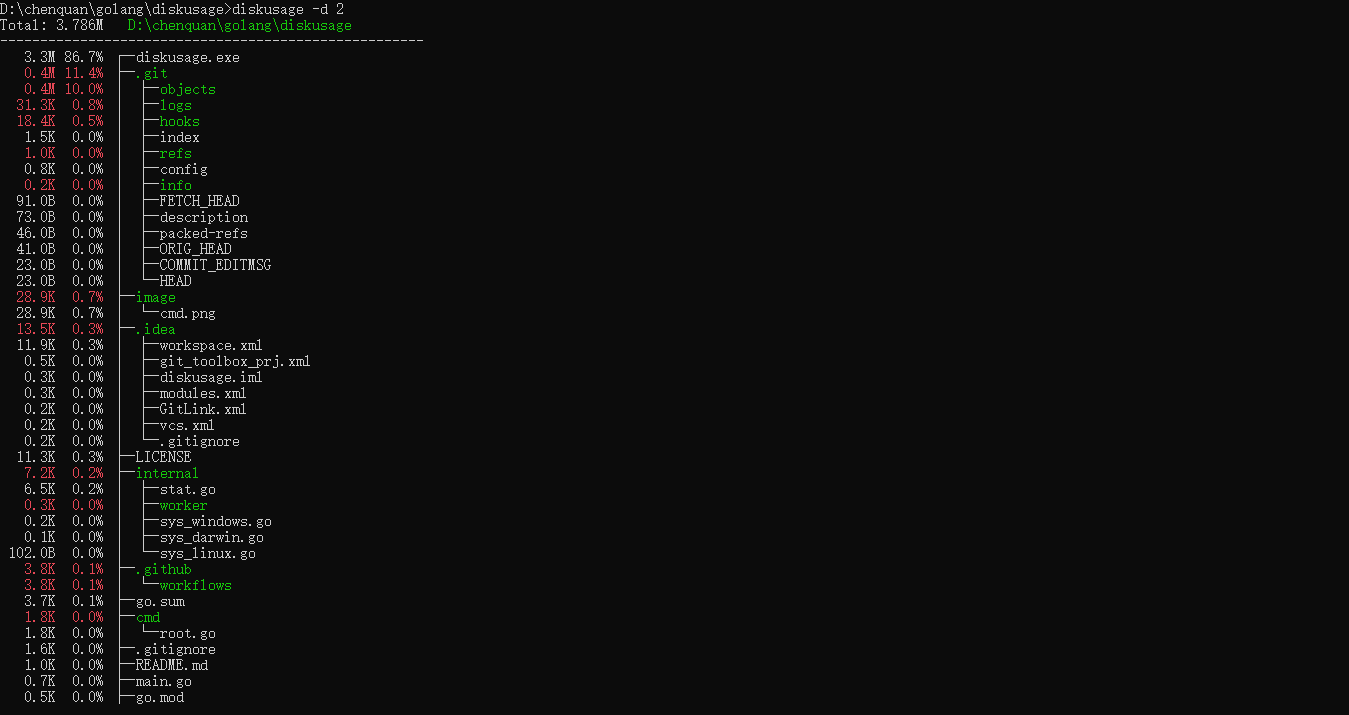 D:\chenquan\golang\diskusage>diskusage -d 2
Total: 3.786M   D:\chenquan\golang\diskusage
-----------------------------------------------------
   3.3M 86.7%  ┌─diskusage.exe
   0.4M 11.4%  ├─.git
   0.4M 10.0%  │  ├─objects
  31.3K  0.8%  │  ├─logs
  18.4K  0.5%  │  ├─hooks
   1.5K  0.0%  │  ├─index
   1.0K  0.0%  │  ├─refs
   0.8K  0.0%  │  ├─config
   0.2K  0.0%  │  ├─info
  91.0B  0.0%  │  ├─FETCH_HEAD
  73.0B  0.0%  │  ├─description
  46.0B  0.0%  │  ├─packed-refs
  41.0B  0.0%  │  ├─ORIG_HEAD
  23.0B  0.0%  │  ├─COMMIT_EDITMSG
  23.0B  0.0%  │  └─HEAD
  28.9K  0.7%  ├─image
  28.9K  0.7%  │  └─cmd.png
  13.5K  0.3%  ├─.idea
  11.9K  0.3%  │  ├─workspace.xml
   0.5K  0.0%  │  ├─git_toolbox_prj.xml
   0.3K  0.0%  │  ├─diskusage.iml
   0.3K  0.0%  │  ├─modules.xml
   0.2K  0.0%  │  ├─GitLink.xml
   0.2K  0.0%  │  ├─vcs.xml
   0.2K  0.0%  │  └─.gitignore
  11.3K  0.3%  ├─LICENSE
   7.2K  0.2%  ├─internal
   6.5K  0.2%  │  ├─stat.go
   0.3K  0.0%  │  ├─worker
   0.2K  0.0%  │  ├─sys_windows.go
   0.1K  0.0%  │  ├─sys_darwin.go
 102.0B  0.0%  │  └─sys_linux.go
   3.8K  0.1%  ├─.github
   3.8K  0.1%  │  └─workflows
   3.7K  0.1%  ├─go.sum
   1.8K  0.0%  ├─cmd
   1.8K  0.0%  │  └─root.go
   1.6K  0.0%  ├─.gitignore
   1.0K  0.0%  ├─README.md
   0.7K  0.0%  ├─main.go
   0.5K  0.0%  ├─go.mod